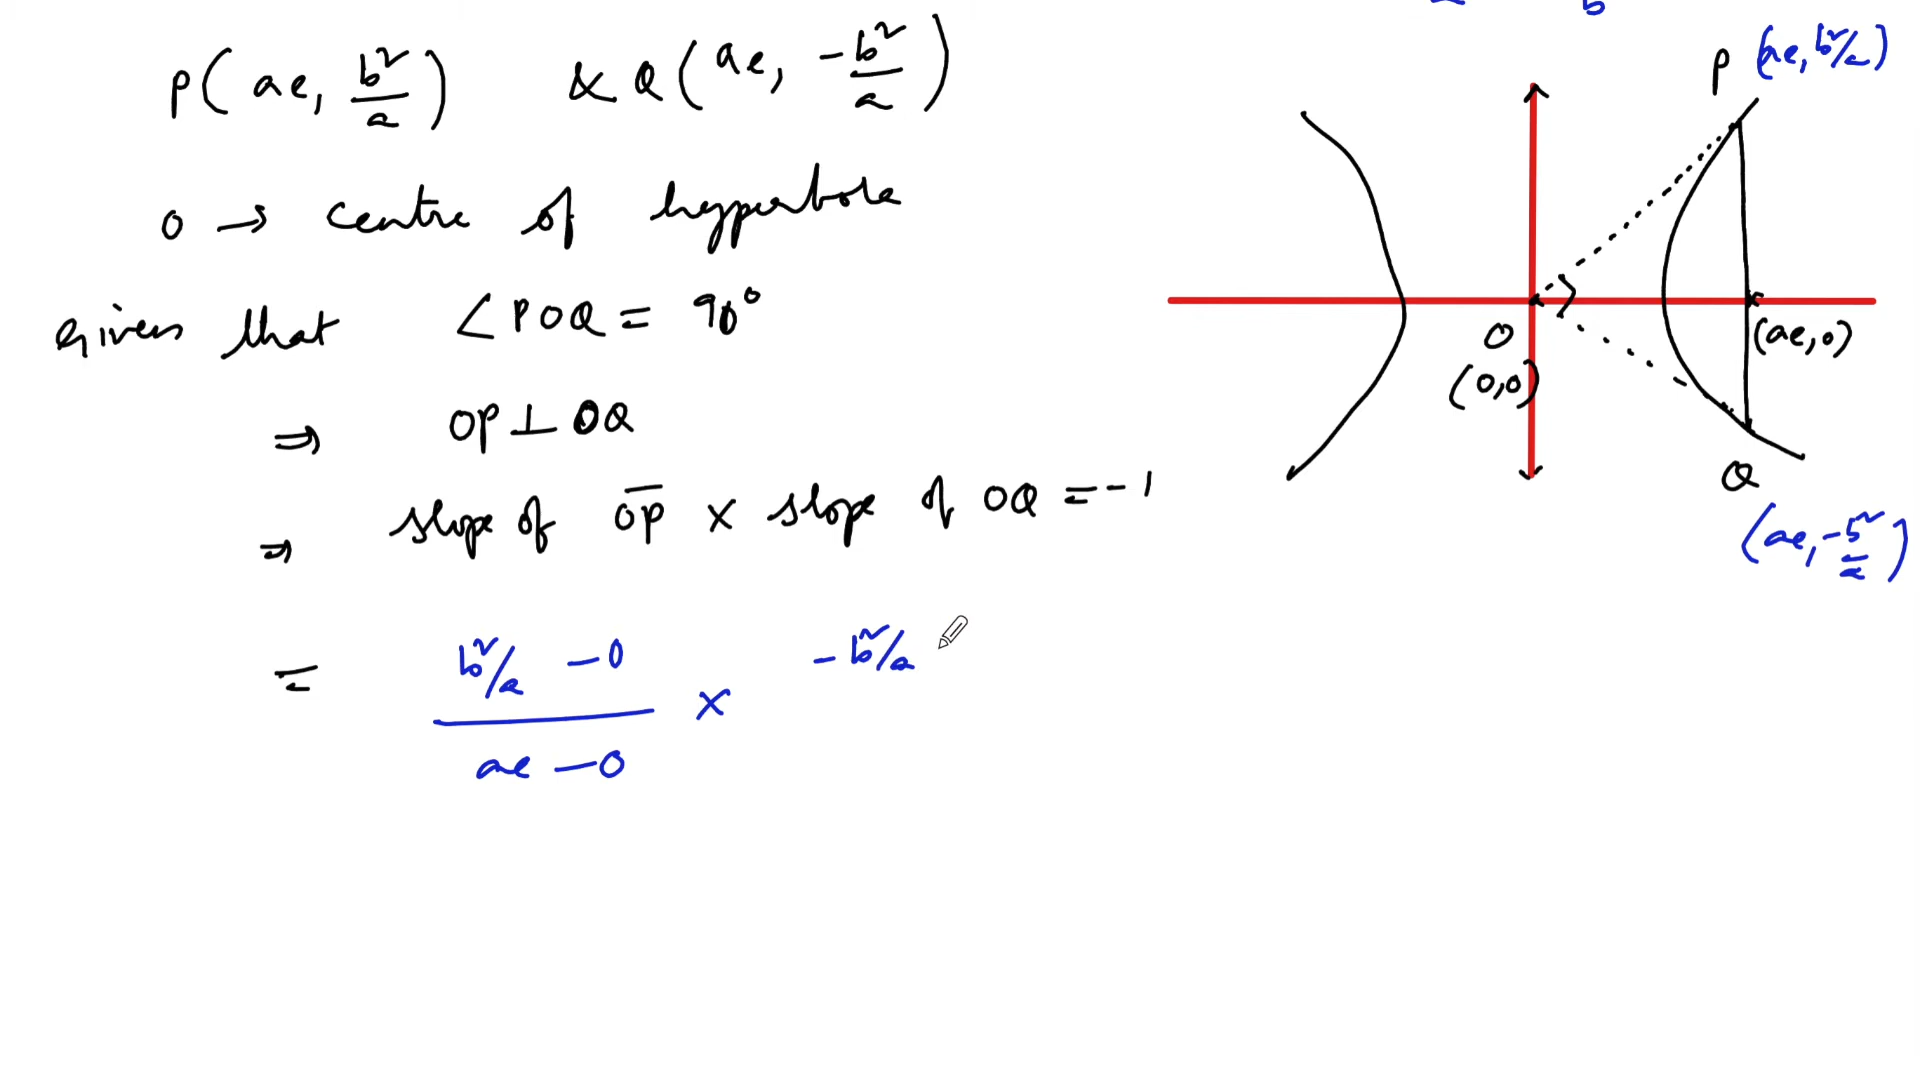 P(ae, b²/a) & Q(ae, -b²/a)
O → centre of hyperbola
Given that ∠POQ = 90°
⇒ OP ⊥ OQ
⇒ slope of OP × slope of OQ = -1
= (b²/a - 0)/(ae - 0) × -b²/a
b
P (ae, b²/a)
O
(0,0)
(ae, 0)
Q
(ae, -b²/a)